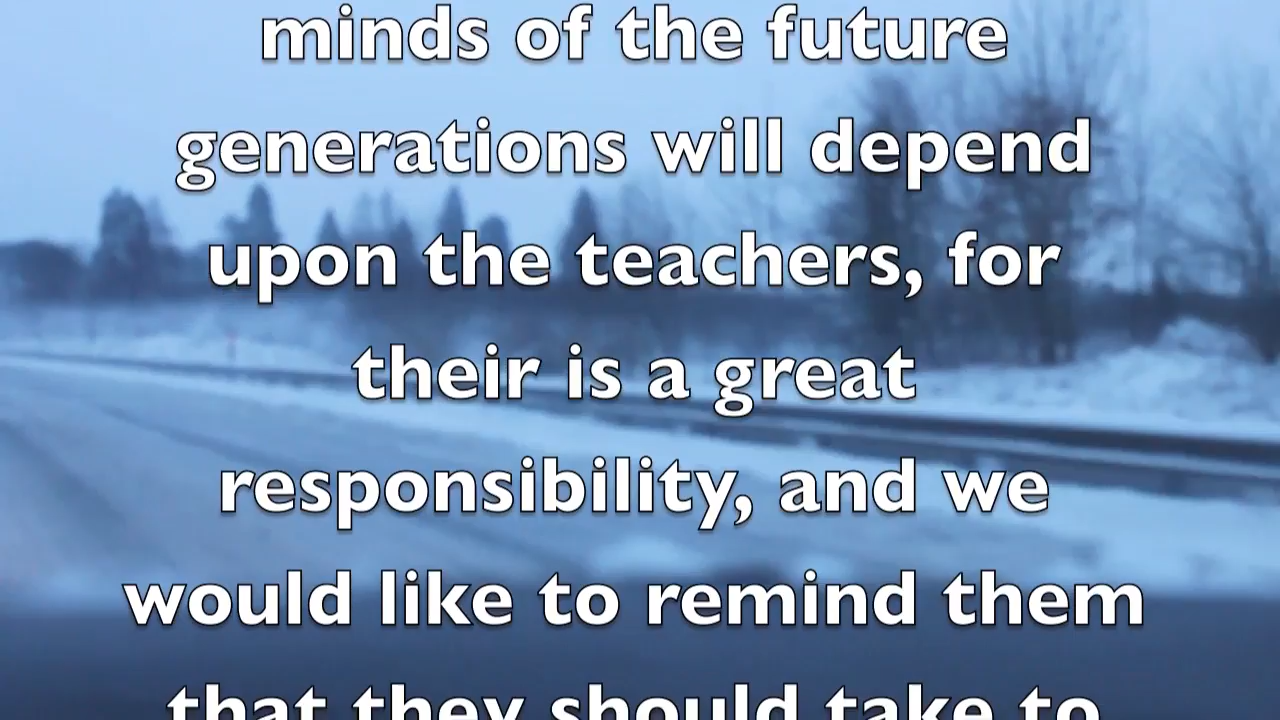 minds of the future
generations will depend
upon the teachers, for
their is a great
responsibility, and we
would like to remind them
that they should take to